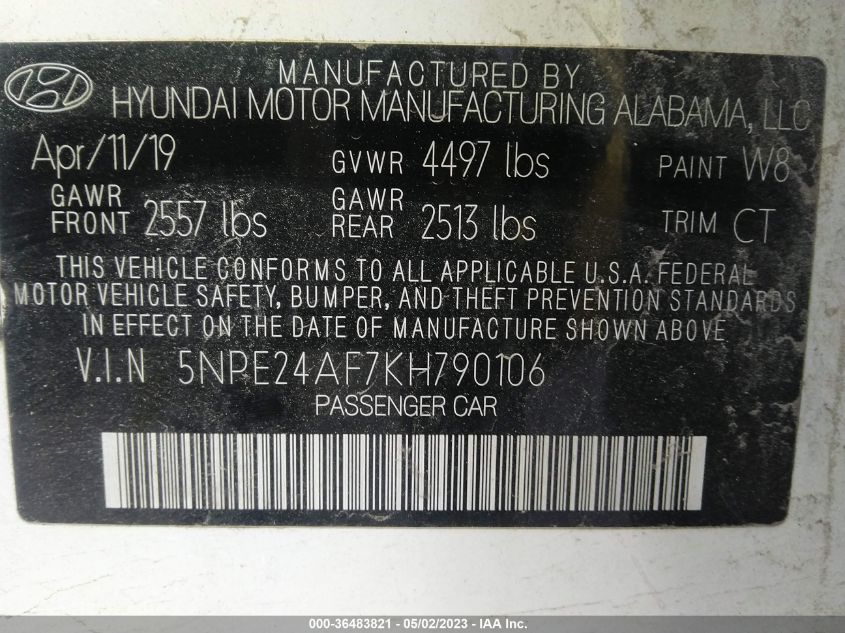 MANUFACTURED BY
HYUNDAI MOTOR MANUFACTURING ALABAMA, LLC
Apr/11/19 GVWR 4497 lbs PAINT W8
GAWR FRONT 2557 lbs GAWR REAR 2513 lbs TRIM CT
THIS VEHICLE CONFORMS TO ALL APPLICABLE U.S.A. FEDERAL
MOTOR VEHICLE SAFETY, BUMPER, AND THEFT PREVENTION STANDARDS
IN EFFECT ON THE DATE OF MANUFACTURE SHOWN ABOVE
V.I.N 5NPE24AF7KH790106
PASSENGER CAR
000-36483821 - 05/02/2023 - IAA Inc.